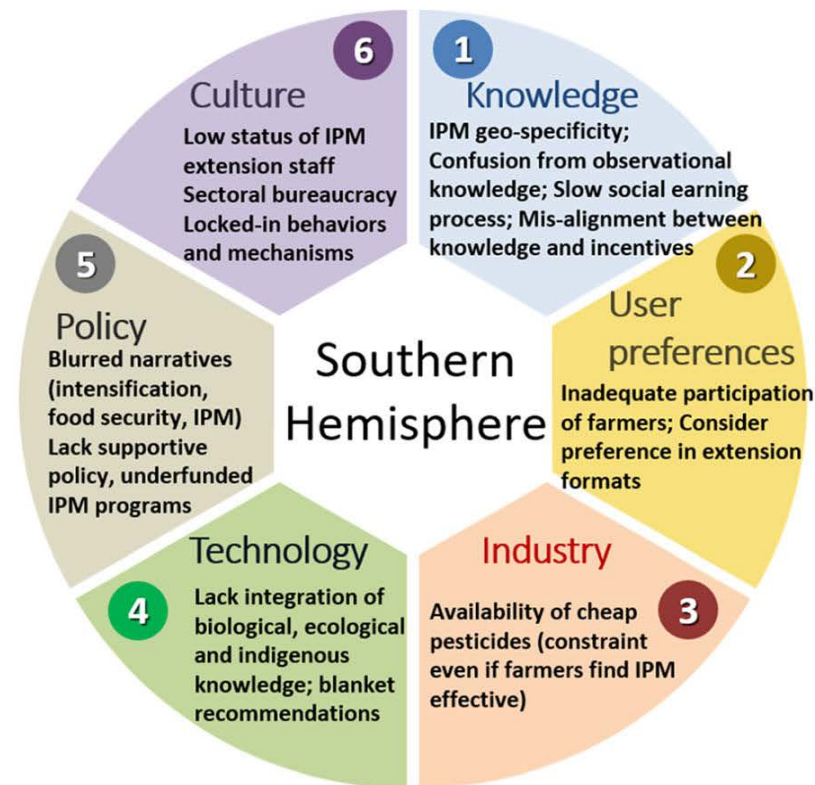 1
Knowledge
IPM geo-specificity;
Confusion from observational
knowledge; Slow social earning
process; Mis-alignment between
knowledge and incentives
2
User
preferences
Inadequate participation
of farmers; Consider
preference in extension
formats
3
Industry
Availability of cheap
pesticides (constraint
even if farmers find IPM
effective)
4
Technology
Lack integration of
biological, ecological
and indigenous
knowledge; blanket
recommendations
5
Policy
Blurred narratives
(intensification,
food security, IPM)
Lack supportive
policy, underfunded
IPM programs
6
Culture
Low status of IPM
extension staff
Sectoral bureaucracy
Locked-in behaviors
and mechanisms
Southern
Hemisphere